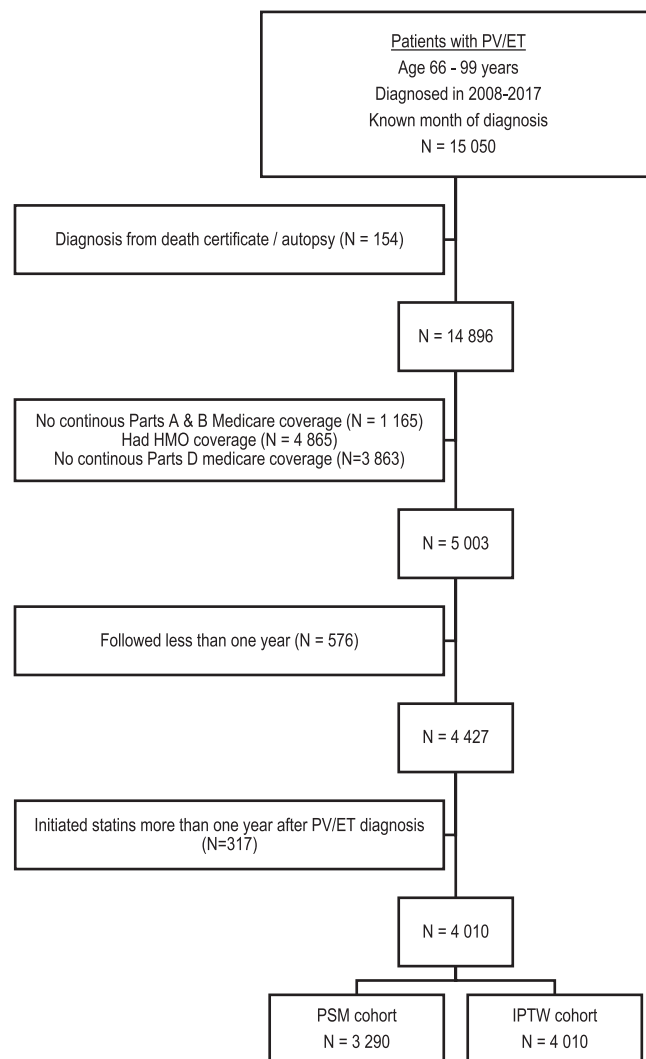 Patients with PV/ET
Age 66 - 99 years
Diagnosed in 2008-2017
Known month of diagnosis
N = 15 050
Diagnosis from death certificate / autopsy (N = 154)
N = 14 896
No continous Parts A & B Medicare coverage (N = 1 165)
Had HMO coverage (N = 4 865)
No continous Parts D medicare coverage (N=3 863)
N = 5 003
Followed less than one year (N = 576)
N = 4 427
Initiated statins more than one year after PV/ET diagnosis
(N=317)
N = 4 010
PSM cohort
N = 3 290
IPTW cohort
N = 4 010